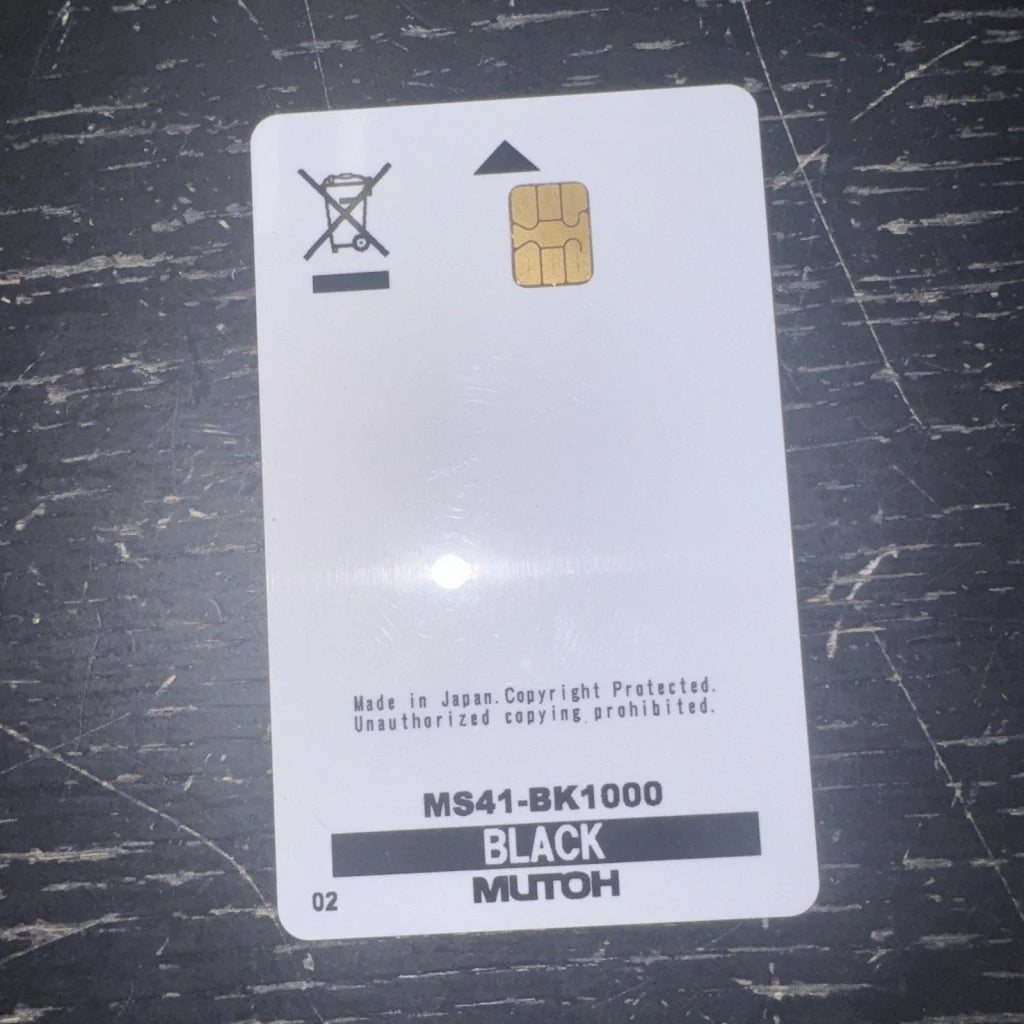 Made in Japan.Copyright Protected.
Unauthorized copying prohibited.
MS41-BK1000
BLACK
MUTOH
02